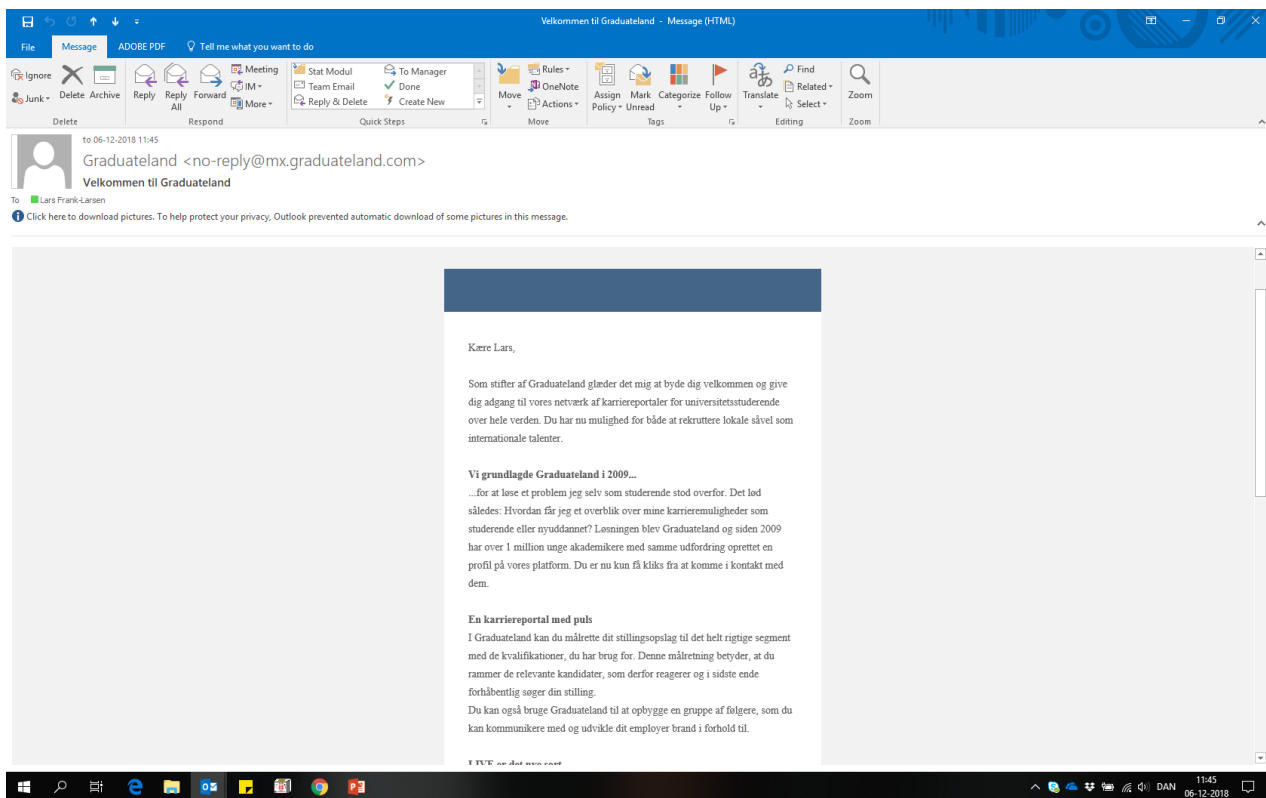 Velkommen til Graduateland - Message (HTML)
File Message ADOBE PDF Tell me what you want to do
Ignore
Junk
Delete Archive
Reply Reply All Forward
Meeting
IM
More
Stat Modul To Manager
Team Email Done
Reply & Delete Create New
Move
Rules
OneNote
Actions
Assign Policy Mark Unread Categorize Follow Up
Translate
Find
Related
Select
Zoom
Delete Respond Quick Steps Move Tags Editing Zoom
to 06-12-2018 11:45
Graduateland <no-reply@mx.graduateland.com>
Velkommen til Graduateland
To Lars Frank-Larsen
Click here to download pictures. To help protect your privacy, Outlook prevented automatic download of some pictures in this message.
Kære Lars,
Som stifter af Graduateland glæder det mig at byde dig velkommen og give
dig adgang til vores netværk af karriereportaler for universitetsstuderende
over hele verden. Du har nu mulighed for både at rekruttere lokale såvel som
internationale talenter.
Vi grundlagde Graduateland i 2009...
...for at løse et problem jeg selv som studerende stod overfor. Det lød
således: Hvordan får jeg et overblik over mine karrieremuligheder som
studerende eller nyuddannet? Løsningen blev Graduateland og siden 2009
har over 1 million unge akademikere med samme udfordring oprettet en
profil på vores platform. Du er nu kun få kliks fra at komme i kontakt med
dem.
En karriereportal med puls
I Graduateland kan du målrette dit stillingsopslag til det helt rigtige segment
med de kvalifikationer, du har brug for. Denne målretning betyder, at du
rammer de relevante kandidater, som derfor reagerer og i sidste ende
forhåbentlig søger din stilling.
Du kan også bruge Graduateland til at opbygge en gruppe af følgere, som du
kan kommunikere med og udvikle dit employer brand i forhold til.
LIVE er det nye sort
DAN
11:45
06-12-2018